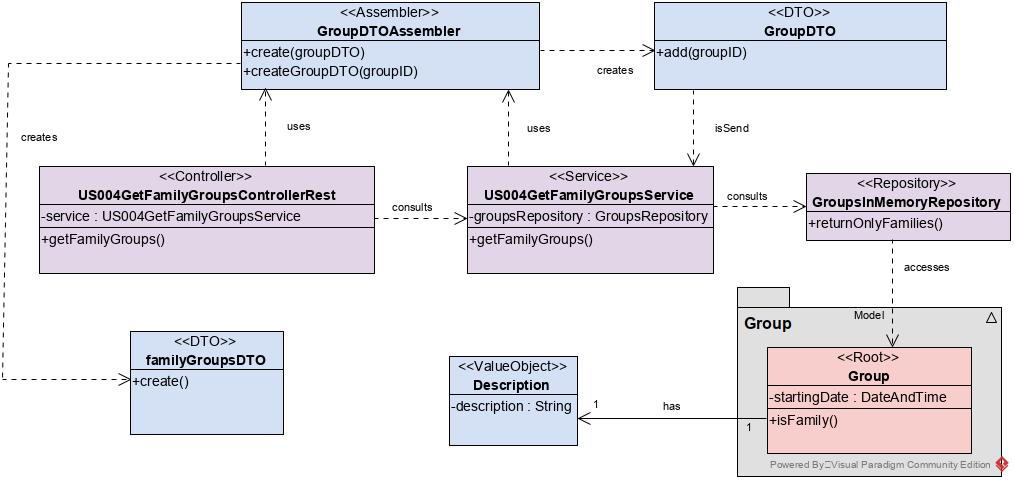 <<Assembler>>
GroupDTOAssembler
+create(groupDTO)
+createGroupDTO(groupID)
<<DTO>>
GroupDTO
+add(groupID)
creates
creates
uses
uses
isSend
<<Controller>>
US004GetFamilyGroupsControllerRest
-service : US004GetFamilyGroupsService
+getFamilyGroups()
consults
<<Service>>
US004GetFamilyGroupsService
-groupsRepository : GroupsRepository
+getFamilyGroups()
consults
<<Repository>>
GroupsInMemoryRepository
+returnOnlyFamilies()
accesses
<<DTO>>
familyGroupsDTO
+create()
<<ValueObject>>
Description
-description : String
1
has
1
Group
Model
<<Root>>
Group
-startingDate : DateAndTime
+isFamily()
Powered By Visual Paradigm Community Edition